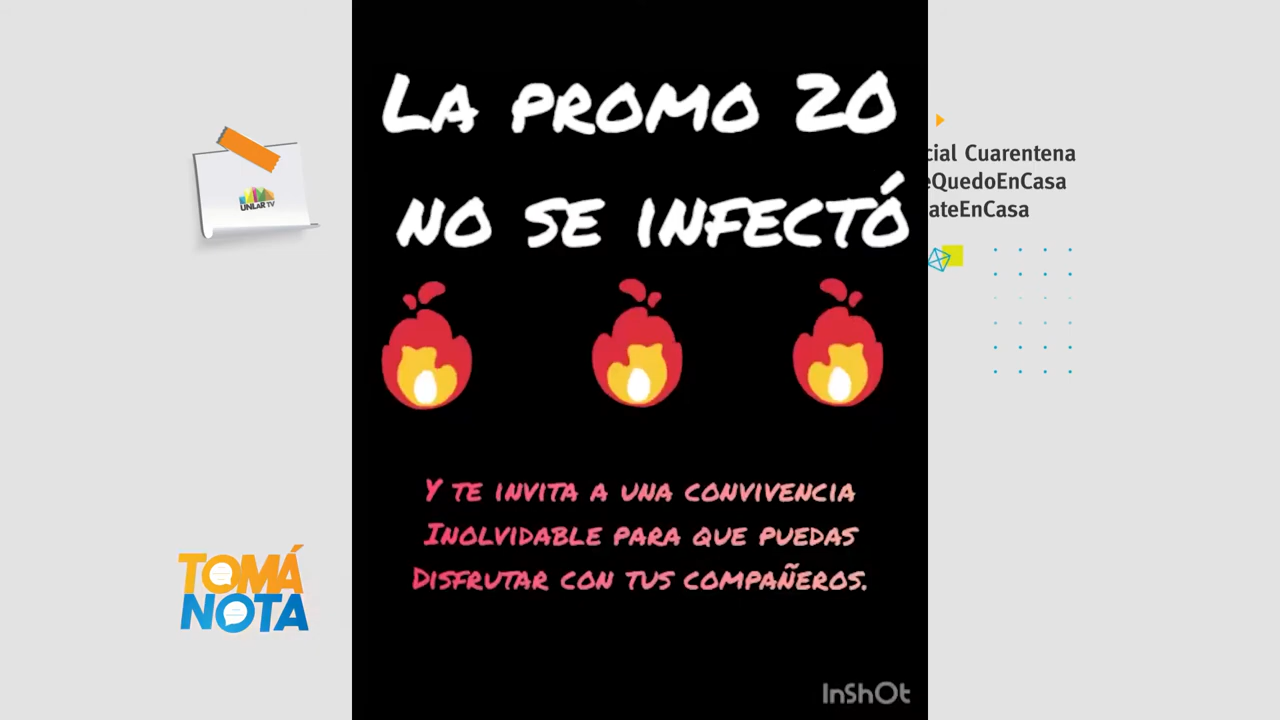 La promo 20
no se infectó
Y te invita a una convivencia
Inolvidable para que puedas
Disfrutar con tus compañeros.
InShOt
UNLAR TV
TOMÁ
NOTA
cial Cuarentena
eQuedoEnCasa
ateEnCasa